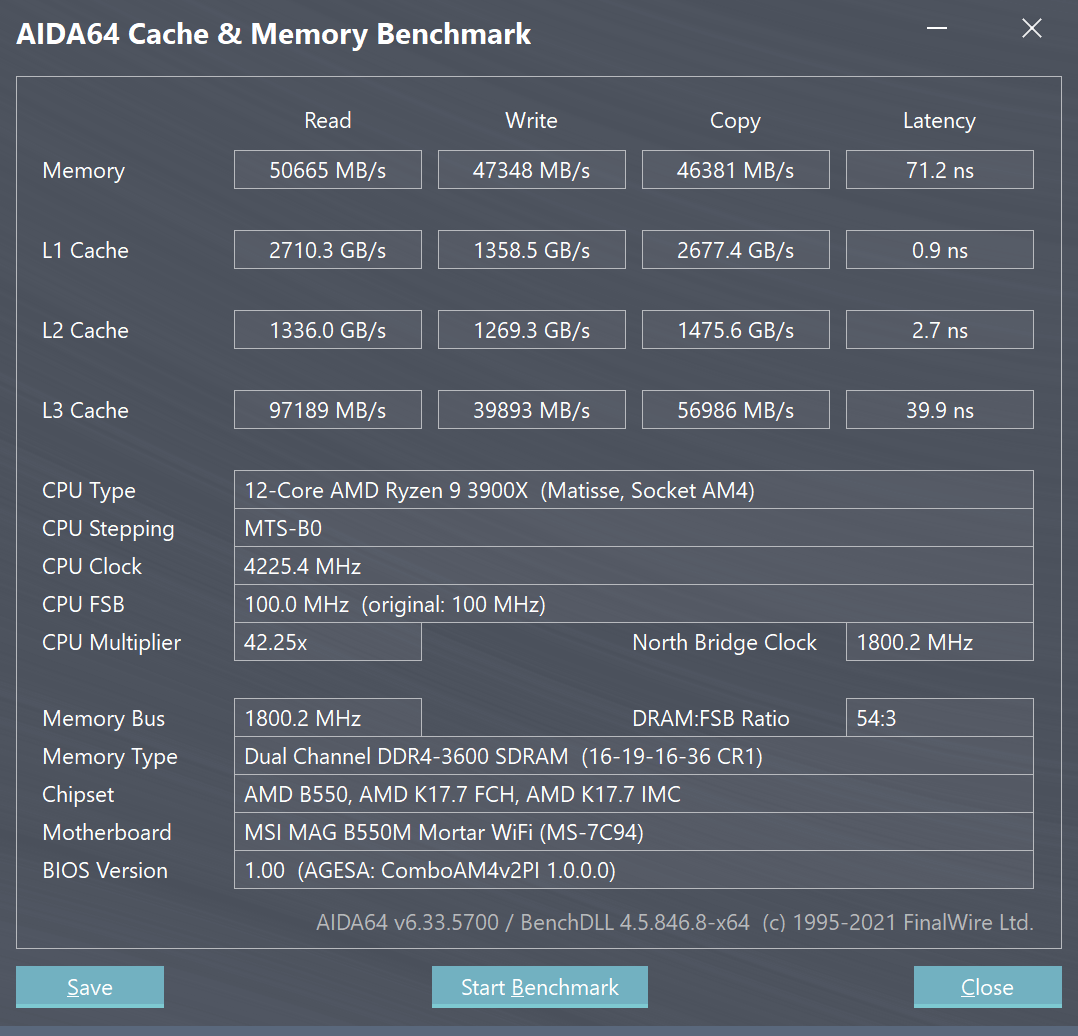 AIDA64 Cache & Memory Benchmark
Read Write Copy Latency
Memory 50665 MB/s 47348 MB/s 46381 MB/s 71.2 ns
L1 Cache 2710.3 GB/s 1358.5 GB/s 2677.4 GB/s 0.9 ns
L2 Cache 1336.0 GB/s 1269.3 GB/s 1475.6 GB/s 2.7 ns
L3 Cache 97189 MB/s 39893 MB/s 56986 MB/s 39.9 ns
CPU Type 12-Core AMD Ryzen 9 3900X (Matisse, Socket AM4)
CPU Stepping MTS-B0
CPU Clock 4225.4 MHz
CPU FSB 100.0 MHz (original: 100 MHz)
CPU Multiplier 42.25x North Bridge Clock 1800.2 MHz
Memory Bus 1800.2 MHz DRAM:FSB Ratio 54:3
Memory Type Dual Channel DDR4-3600 SDRAM (16-19-16-36 CR1)
Chipset AMD B550, AMD K17.7 FCH, AMD K17.7 IMC
Motherboard MSI MAG B550M Mortar WiFi (MS-7C94)
BIOS Version 1.00 (AGESA: ComboAM4v2PI 1.0.0.0)
AIDA64 v6.33.5700 / BenchDLL 4.5.846.8-x64 (c) 1995-2021 FinalWire Ltd.
Save Start Benchmark Close